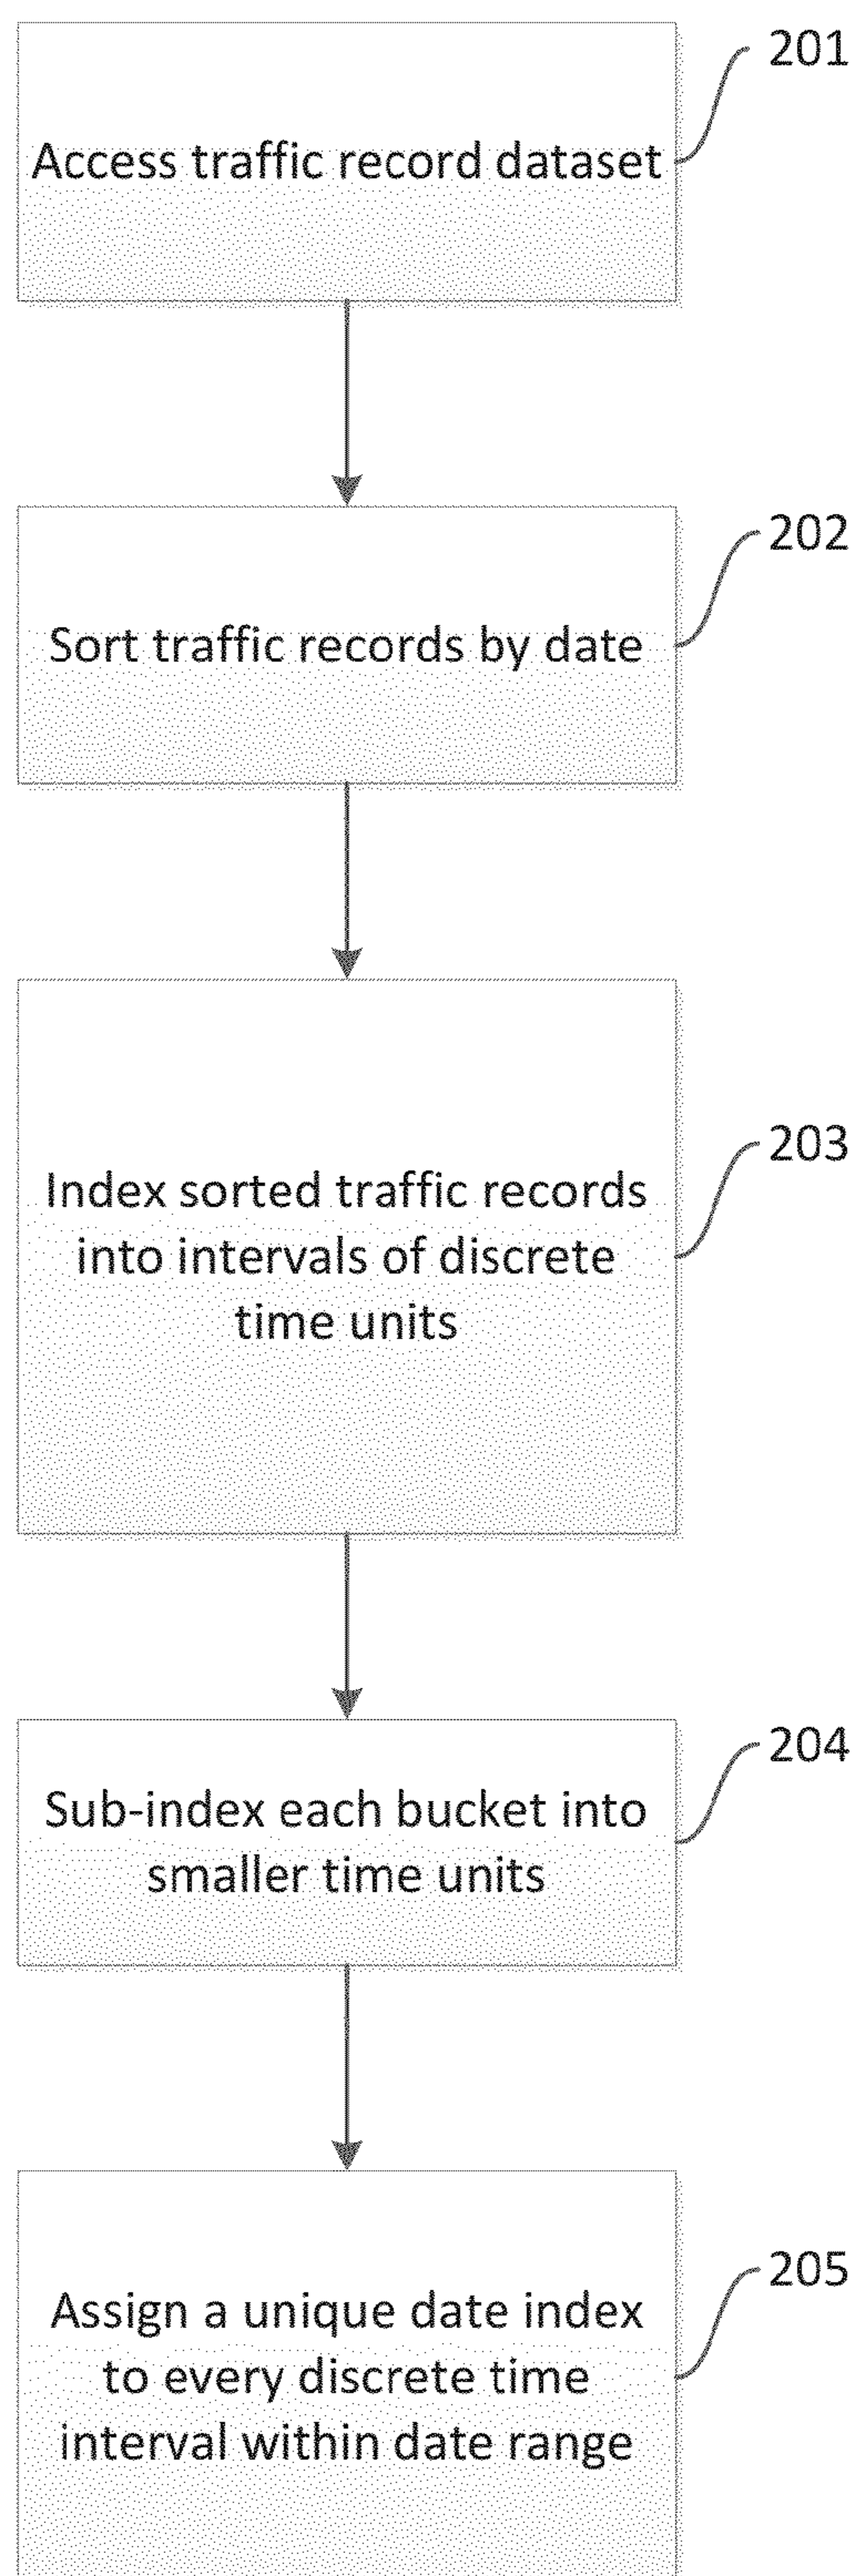 201
Access traffic record dataset
202
Sort traffic records by date
203
Index sorted traffic records
into intervals of discrete
time units
204
Sub-index each bucket into
smaller time units
205
Assign a unique date index
to every discrete time
interval within date range